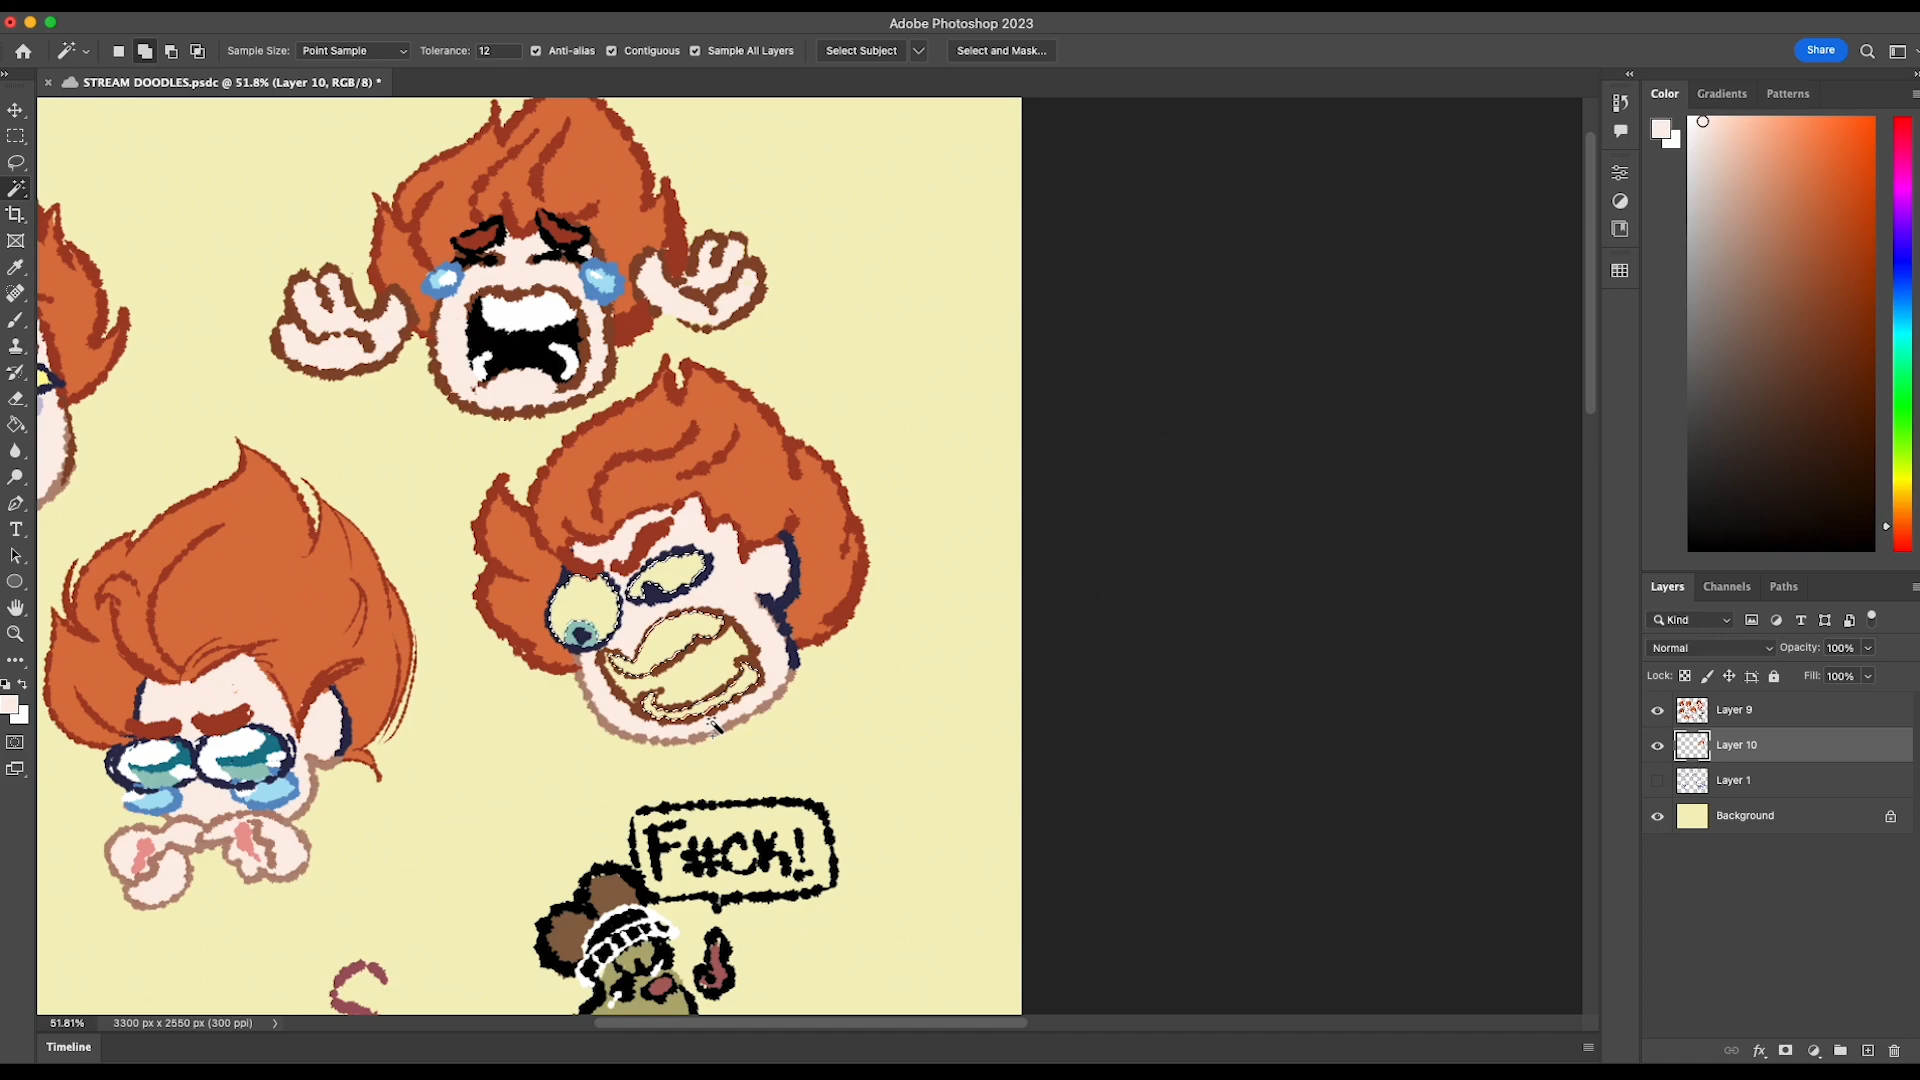 Adobe Photoshop 2023
Sample Size: Point Sample Tolerance: 12 Anti-alias Contiguous Sample All Layers Select Subject Select and Mask... Share
STREAM DOODLES.psdc @ 51.8% (Layer 10, RGB/8) *
Color Gradients Patterns
F#CK!
Layers Channels Paths
Kind
Normal Opacity: 100%
Lock: Fill: 100%
Layer 9
Layer 10
Layer 1
Background
51.81% 3300 px x 2550 px (300 ppi)
Timeline